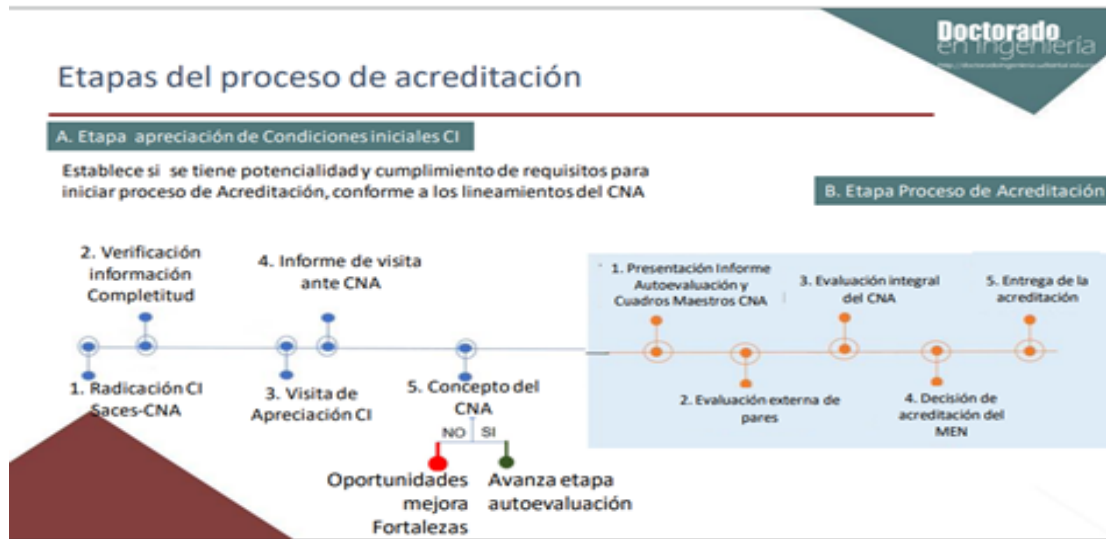 Doctorado
en ingeniería
Etapas del proceso de acreditación
A. Etapa apreciación de Condiciones iniciales CI
Establece si se tiene potencialidad y cumplimiento de requisitos para
iniciar proceso de Acreditación, conforme a los lineamientos del CNA
B. Etapa Proceso de Acreditación
2. Verificación
información
Completitud
4. Informe de visita
ante CNA
1. Radicación CI
Saces-CNA
3. Visita de
Apreciación CI
5. Concepto del
CNA
NO SI
Oportunidades
mejora
Fortalezas
Avanza etapa
autoevaluación
1. Presentación Informe
Autoevaluación y
Cuadros Maestros CNA
3. Evaluación integral
del CNA
5. Entrega de la
acreditación
2. Evaluación externa de
pares
4. Decisión de
acreditación del
MEN